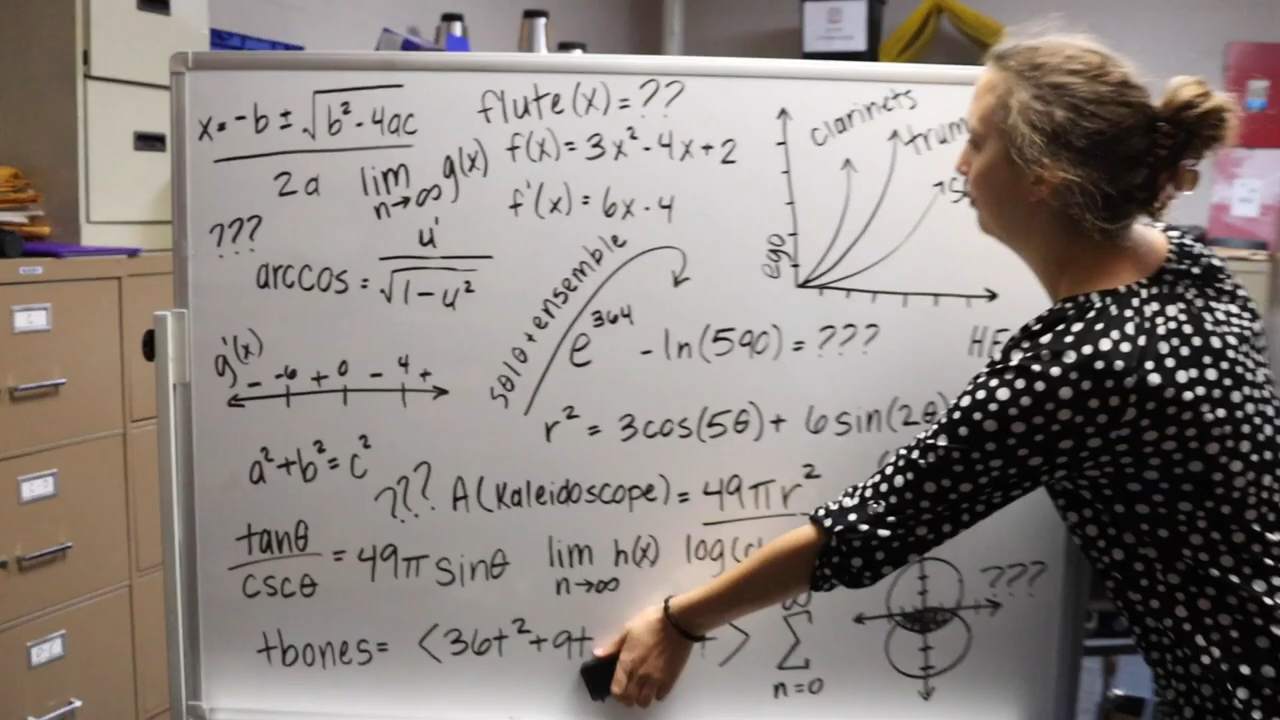 x = -b ± √b² - 4ac
2a
lim g(x)
n→∞
flute(x) = ??
f(x) = 3x² - 4x + 2
f'(x) = 6x - 4
???
arccos = u'
√1 - u²
solo + ensemble
ego
clarinets
g'(x)
- -6 + 0 - 4 +
e³⁶⁴ - ln(590) = ???
r² = 3cos(5θ) + 6sin(2θ)
a² + b² = c²
??? A(Kaleidoscope) = 49πr²
tanθ
cscθ
= 49π sinθ
lim h(x)
n→∞
log(
???
tbones = <36t² + 9t >
∞
Σ
n=0